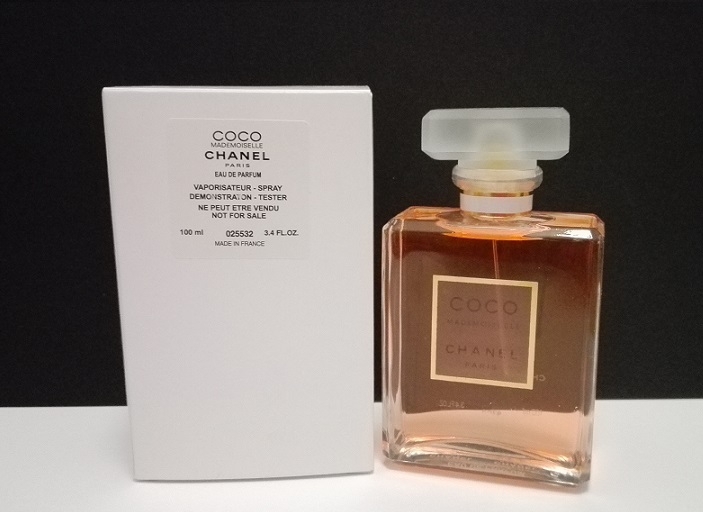 COCO
MADEMOISELLE
CHANEL
PARIS
EAU DE PARFUM
VAPORISATEUR - SPRAY
DEMONSTRATION - TESTER
NE PEUT ETRE VENDU
NOT FOR SALE
100 ml 025532 3.4 FL.OZ.
MADE IN FRANCE
COCO
MADEMOISELLE
CHANEL
PARIS